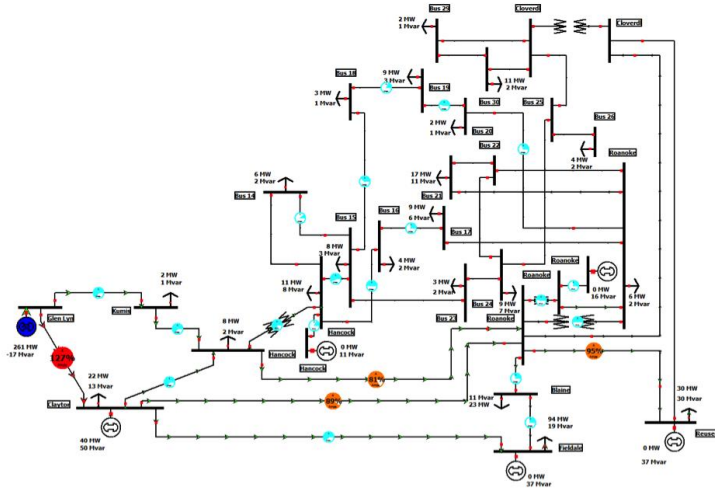 Bus 29
Cloverdl
Cloverdl
2 MW
1 Mvar
Bus 18
9 MW
3 Mvar
Bus 19
11 MW
2 Mvar
3 MW
1 Mvar
Bus 30
Bus 25
Bus 26
2 MW
1 Mvar
Bus 20
Bus 22
4 MW
2 Mvar
Roanoke
6 MW
2 Mvar
17 MW
11 Mvar
Bus 21
Bus 14
Bus 15
Bus 16
9 MW
6 Mvar
Bus 17
8 MW
3 Mvar
4 MW
2 Mvar
Roanoke
Roanoke
2 MW
1 Mvar
11 MW
8 Mvar
3 MW
2 Mvar
0 MW
16 Mvar
6 MW
2 Mvar
Glen Lyn
Kumis
Hancock
Bus 23
Bus 24
9 MW
7 Mvar
Roanoke
8 MW
2 Mvar
261 MW
-17 Mvar
127%
Hancock
Hancock
0 MW
11 Mvar
95%
22 MW
13 Mvar
81%
Blaine
Clayton
89%
11 Mvar
23 MW
94 MW
19 Mvar
30 MW
30 Mvar
Reusen
40 MW
50 Mvar
Fieldale
0 MW
37 Mvar
0 MW
37 Mvar